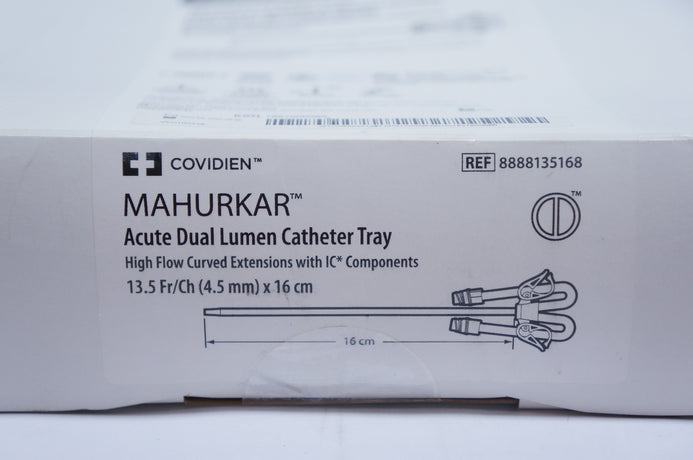 COVIDIEN™
REF 8888135168
MAHURKAR™
TM
Acute Dual Lumen Catheter Tray
High Flow Curved Extensions with IC* Components
13.5 Fr/Ch (4.5 mm) x 16 cm
16 cm